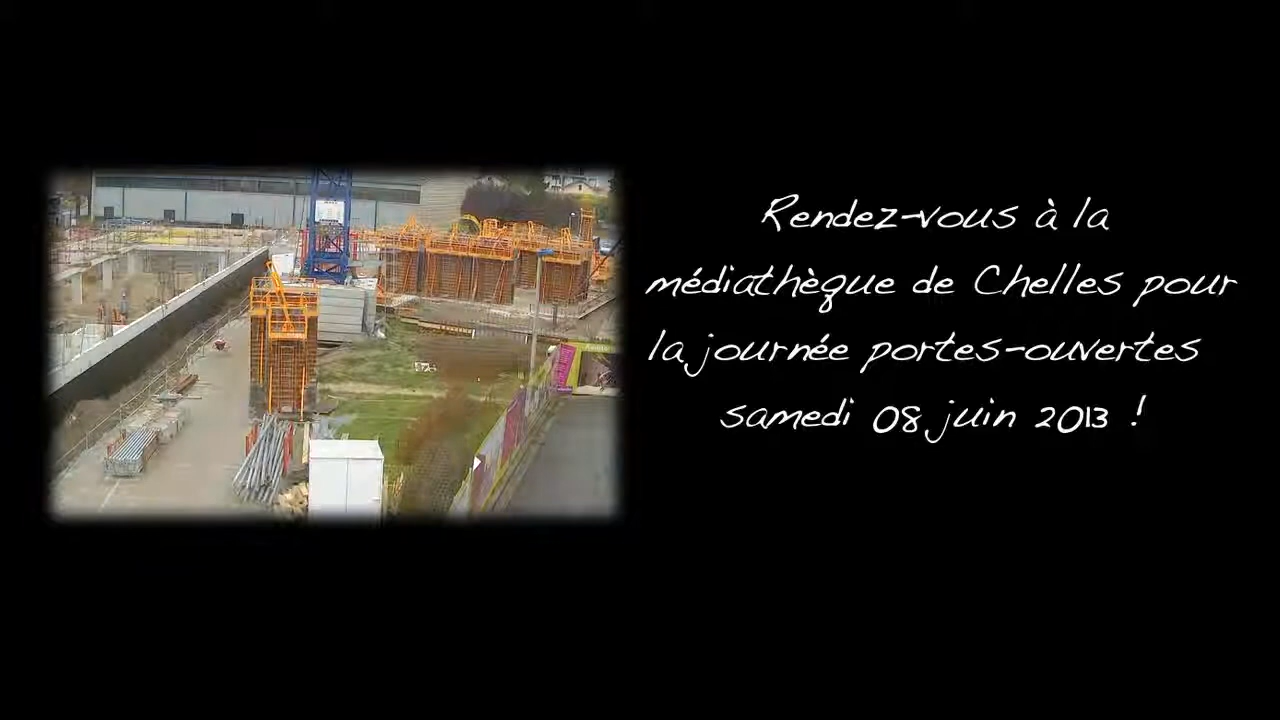 Rendez-vous à la
médiathèque de Chelles pour
la journée portes-ouvertes
samedi 08 juin 2013 !